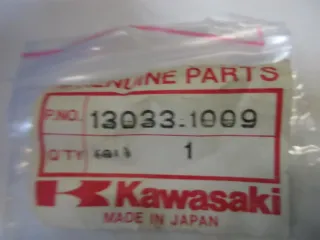 GENUINE PARTS
P.NO. 13033-1009
Q'TY 1
Kawasaki
MADE IN JAPAN